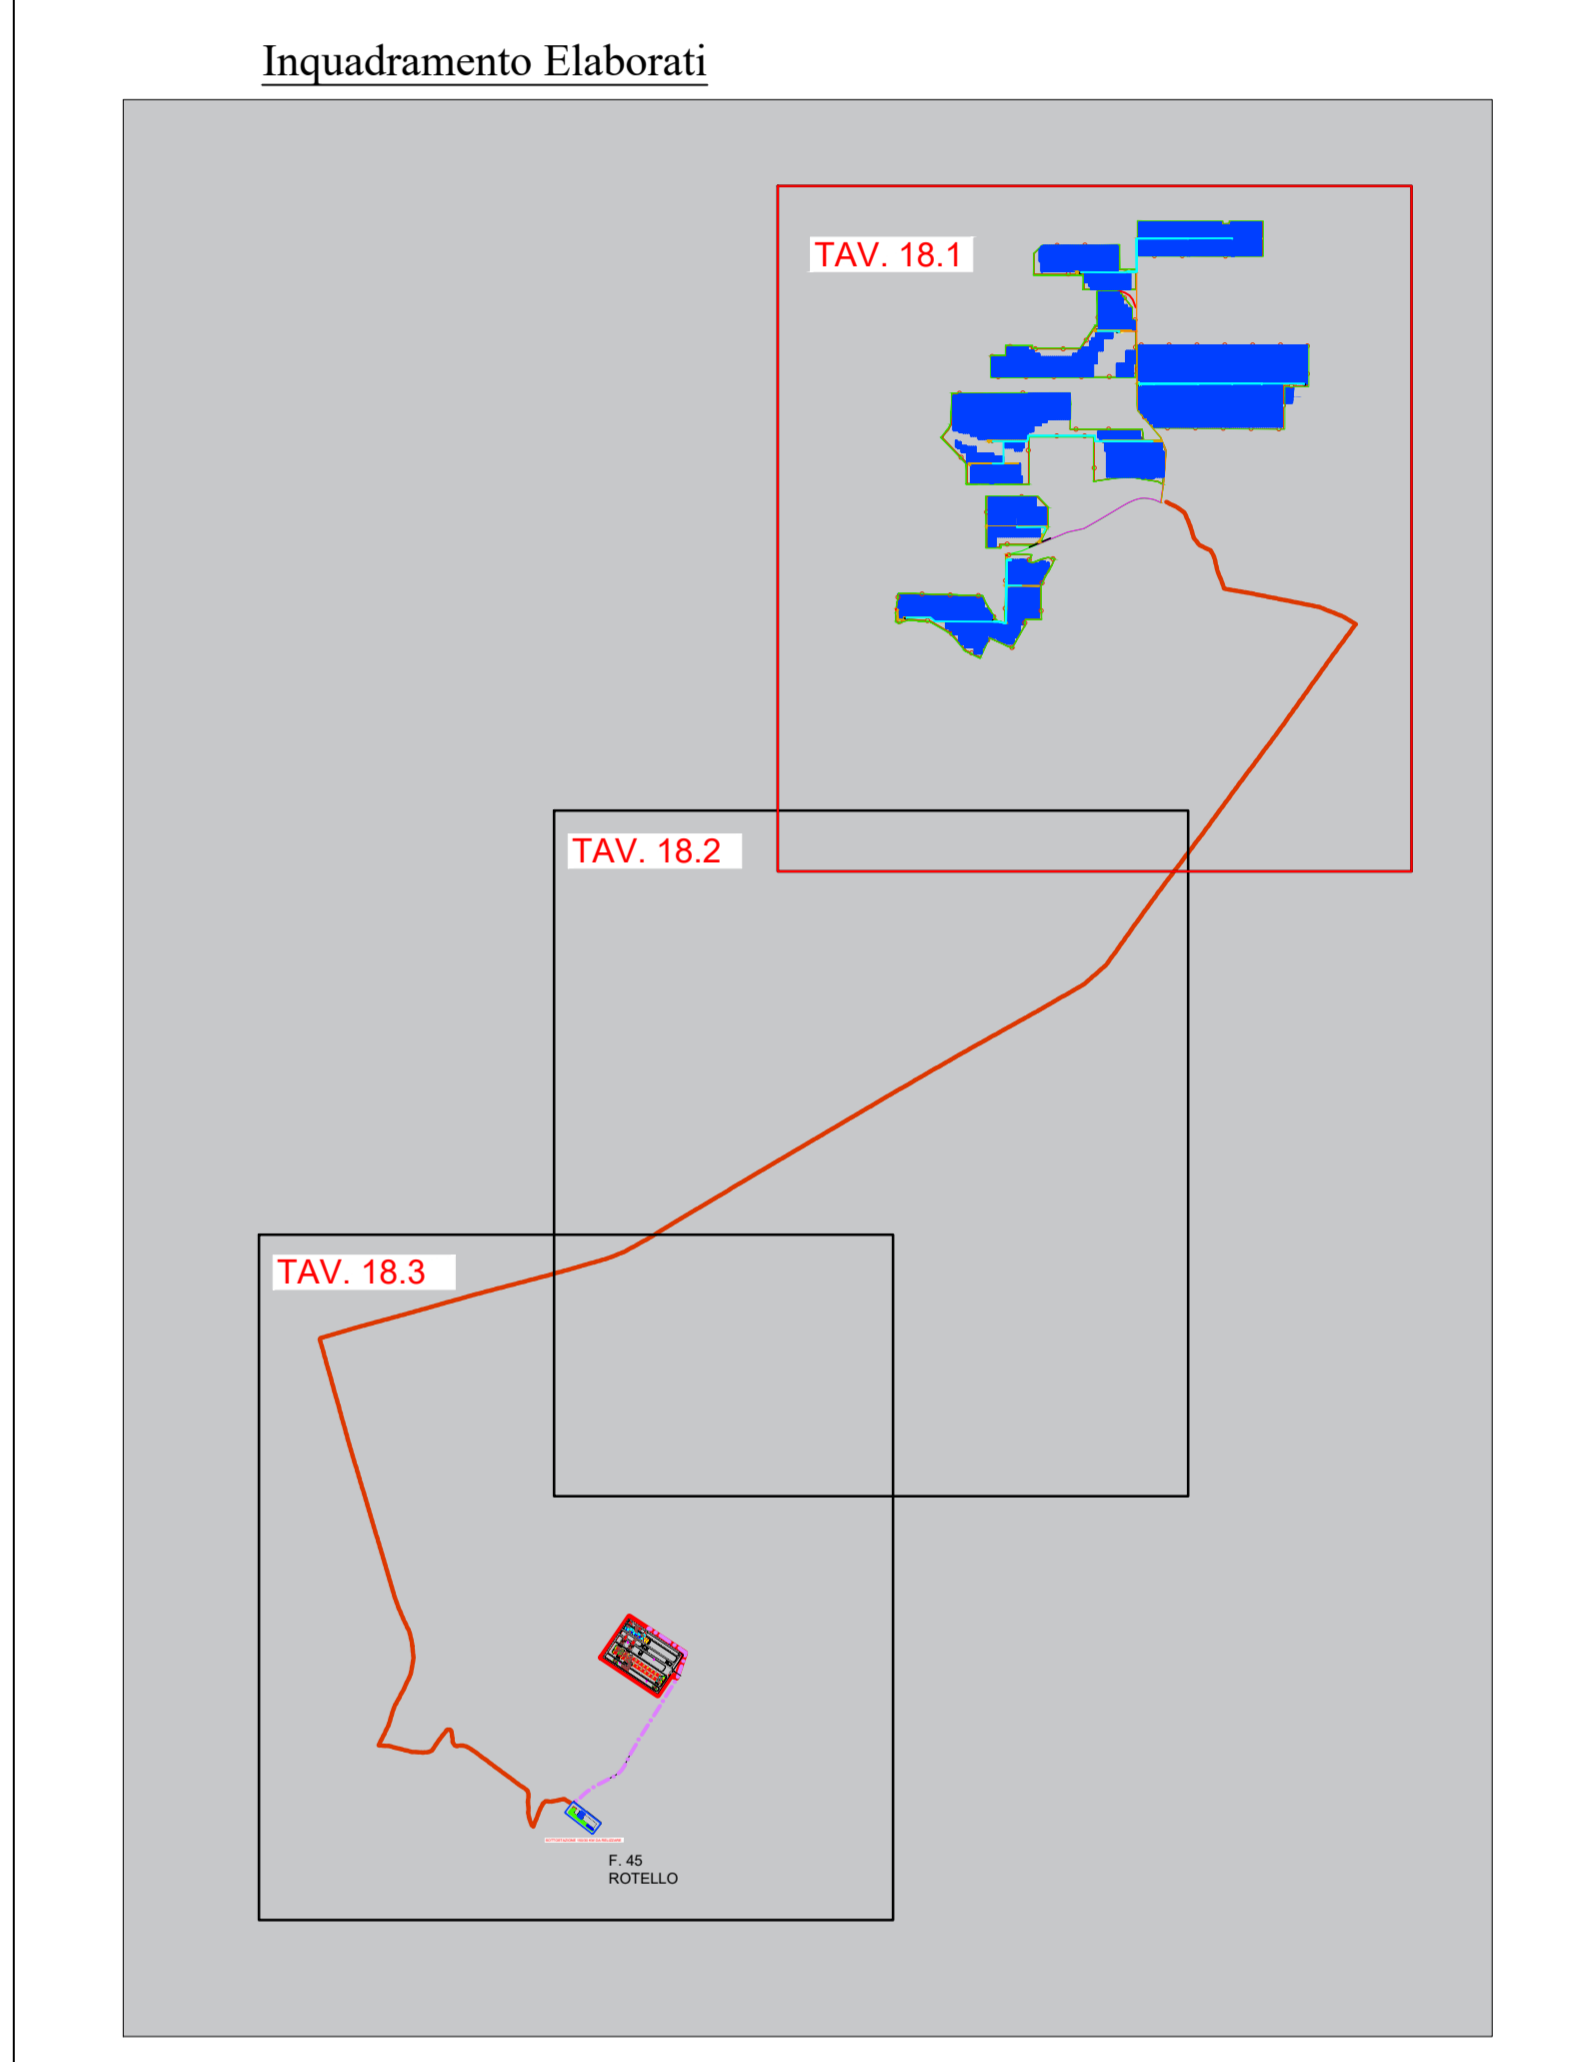 Inquadramento Elaborati
TAV. 18.1
TAV. 18.2
TAV. 18.3
F. 45
ROTELLO